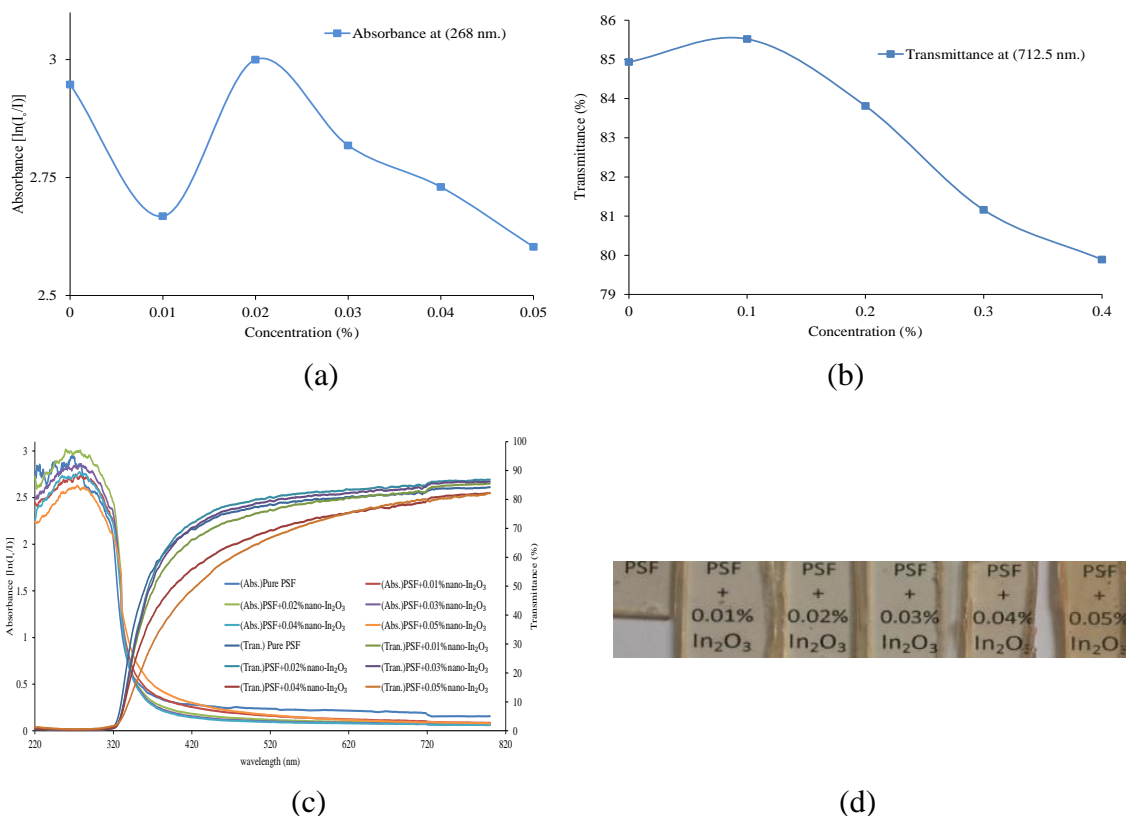 3
2.75
2.5
0
0.01
0.02
0.03
0.04
0.05
Absorbance [ln(I₀/I)]
Concentration (%)
Absorbance at (268 nm.)
(a)
86
85
84
83
82
81
80
79
0
0.1
0.2
0.3
0.4
Transmittance (%)
Concentration (%)
Transmittance at (712.5 nm.)
(b)
3
2.5
2
1.5
1
0.5
0
100
90
80
70
60
50
40
30
20
10
0
220
320
420
520
620
720
820
Absorbance [ln(I₀/I)]
Transmittance (%)
wavelength (nm)
(Abs.)Pure PSF
(Abs.)PSF+0.01%nano-In₂O₃
(Abs.)PSF+0.02%nano-In₂O₃
(Abs.)PSF+0.03%nano-In₂O₃
(Abs.)PSF+0.04%nano-In₂O₃
(Abs.)PSF+0.05%nano-In₂O₃
(Tran.) Pure PSF
(Tran.)PSF+0.01%nano-In₂O₃
(Tran.)PSF+0.02%nano-In₂O₃
(Tran.)PSF+0.03%nano-In₂O₃
(Tran.)PSF+0.04%nano-In₂O₃
(Tran.)PSF+0.05%nano-In₂O₃
(c)
PSF
PSF
+
0.01%
In₂O₃
PSF
+
0.02%
In₂O₃
PSF
+
0.03%
In₂O₃
PSF
+
0.04%
In₂O₃
PSF
+
0.05%
In₂O₃
(d)